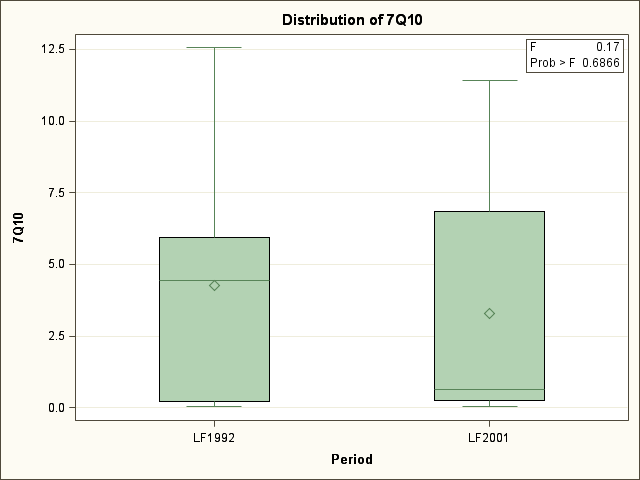 Distribution of 7Q10
F 0.17
Prob > F 0.6866
12.5
10.0
7.5
5.0
2.5
0.0
7Q10
LF1992 LF2001
Period